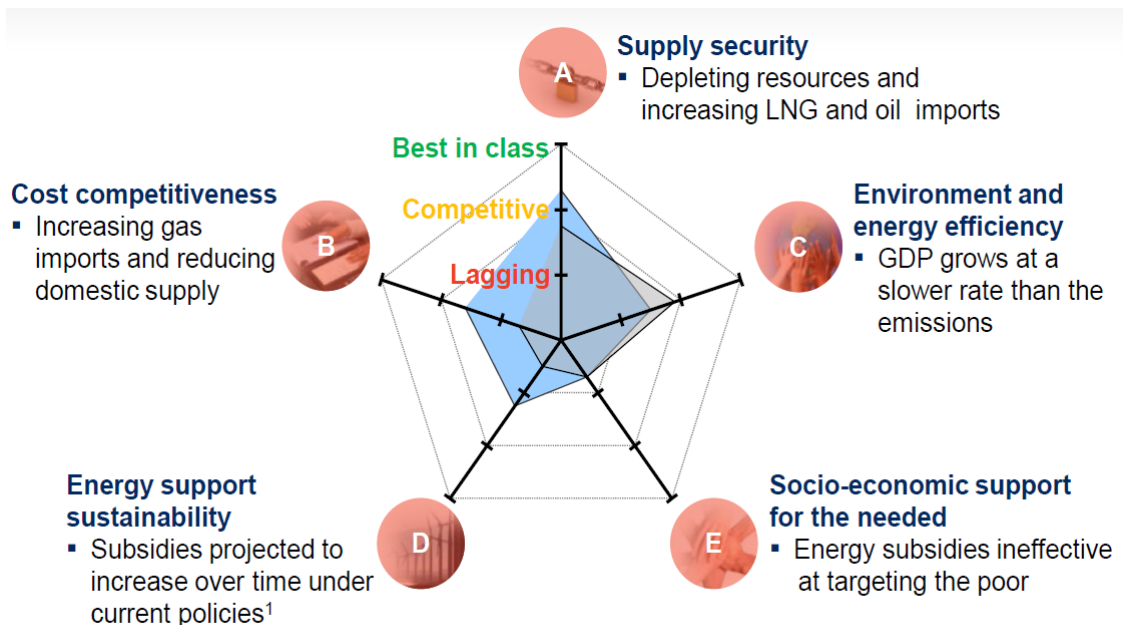 A
Supply security
▪ Depleting resources and
increasing LNG and oil imports
Best in class
Competitive
Lagging
Cost competitiveness
▪ Increasing gas
imports and reducing
domestic supply
B
C
Environment and
energy efficiency
▪ GDP grows at a
slower rate than the
emissions
Energy support
sustainability
▪ Subsidies projected to
increase over time under
current policies¹
D
E
Socio-economic support
for the needed
▪ Energy subsidies ineffective
at targeting the poor